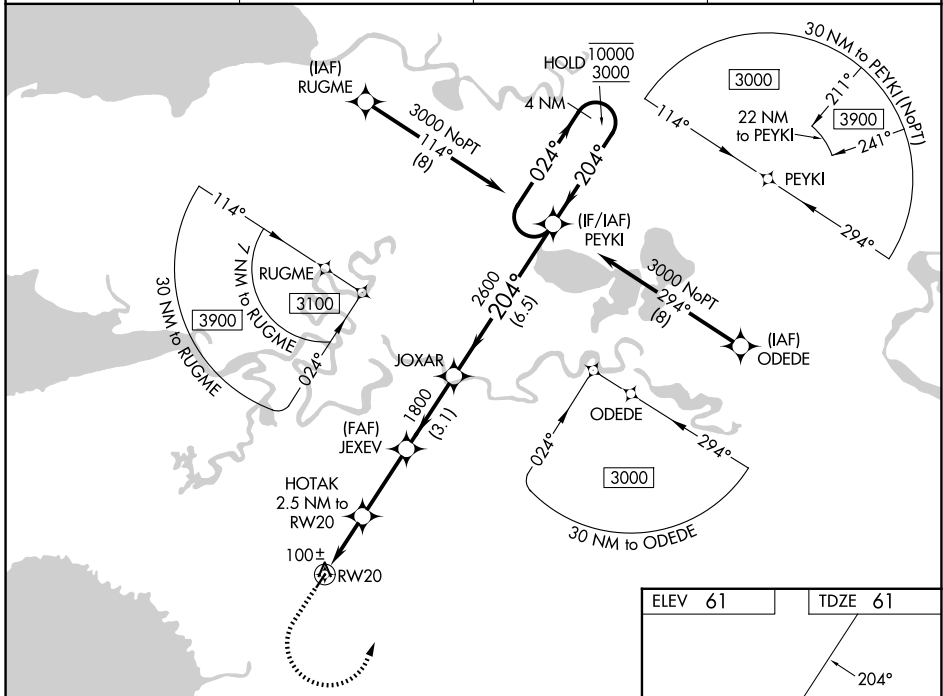 (IAF)
RUGME
3000 NoPT
114°
(8)
HOLD
10000
3000
4 NM
024°
204°
(IF/IAF)
PEYKI
30 NM to PEYKI (NoPT)
3000
211°
3900
22 NM
to PEYKI
241°
114°
PEYKI
294°
114°
RUGME
7 NM to RUGME
3100
3900
30 NM to RUGME
024°
2600
204°
(6.5)
3000 NoPT
294°
(8)
(IAF)
ODEDE
JOXAR
1800
(3.1)
(FAF)
JEXEV
ODEDE
024°
294°
3000
30 NM to ODEDE
HOTAK
2.5 NM to
RW20
100±
A
RW20
ELEV 61
TDZE 61
204°